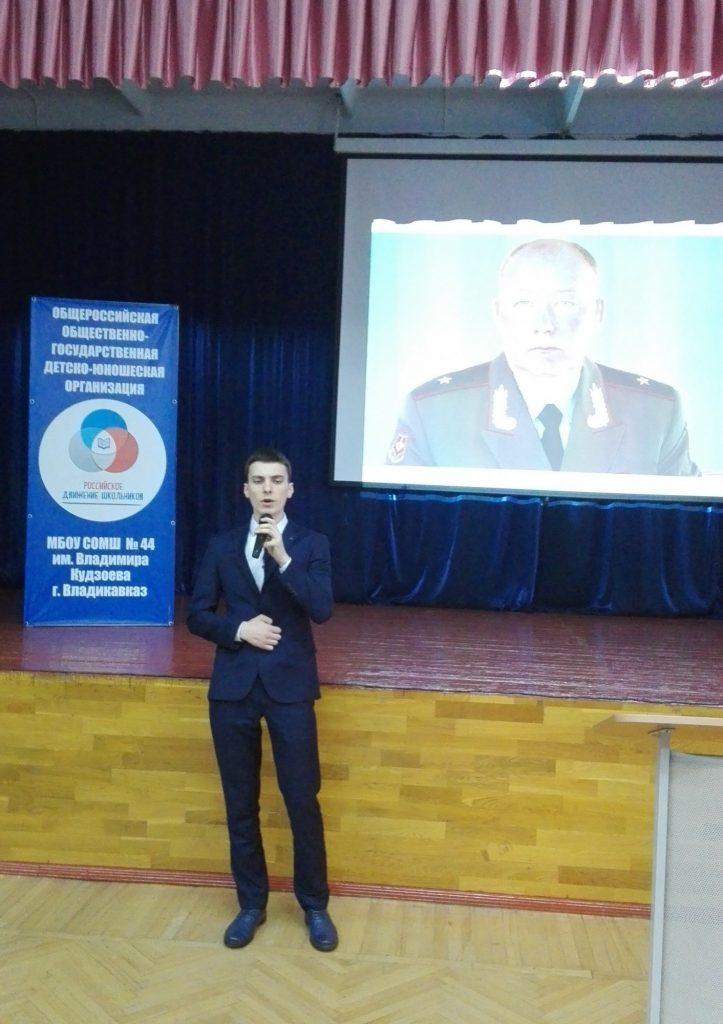 ОБЩЕРОССИЙСКАЯ
ОБЩЕСТВЕННО-
ГОСУДАРСТВЕННАЯ
ДЕТСКО-ЮНОШЕСКАЯ
ОРГАНИЗАЦИЯ
РОССИЙСКОЕ
ДВИЖЕНИЕ ШКОЛЬНИКОВ
МБОУ СОМШ № 44
им. Владимира
Кудзоева
г. Владикавказ